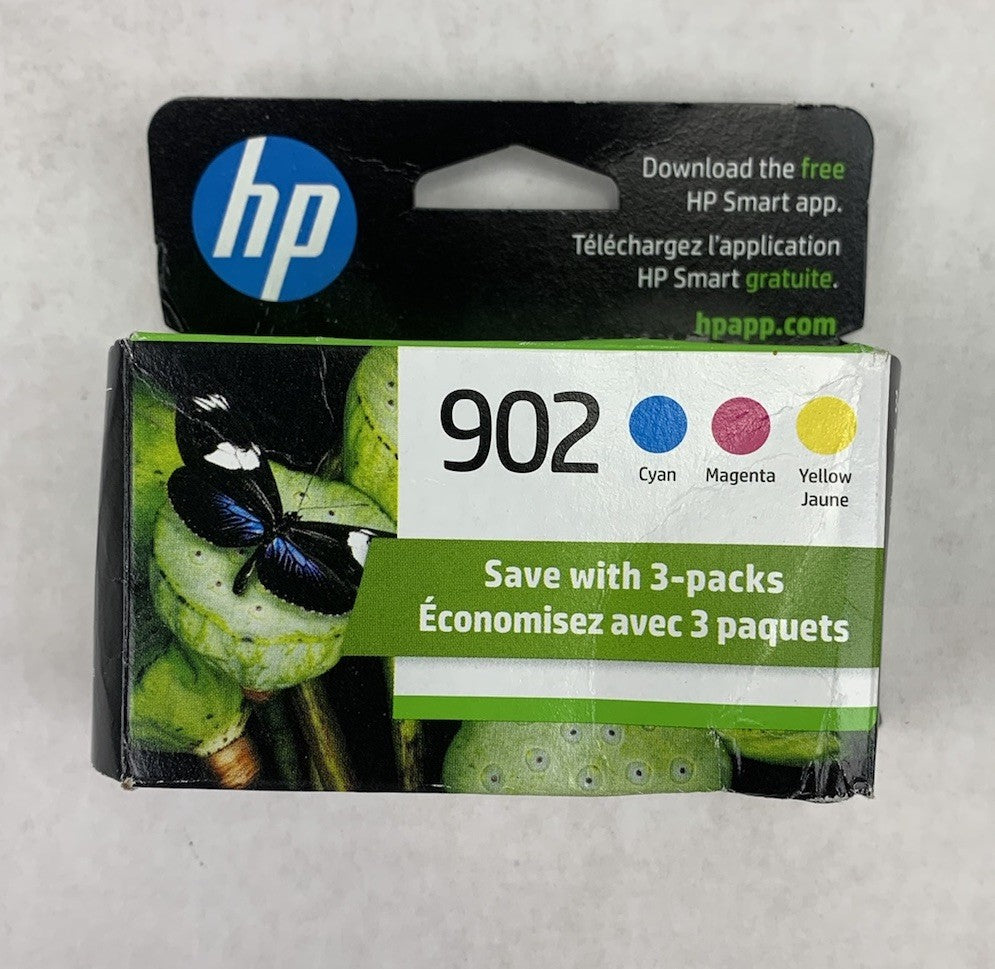 hp
Download the free
HP Smart app.
Téléchargez l'application
HP Smart gratuite.
hpapp.com
902
Cyan
Magenta
Yellow
Jaune
Save with 3-packs
Économisez avec 3 paquets